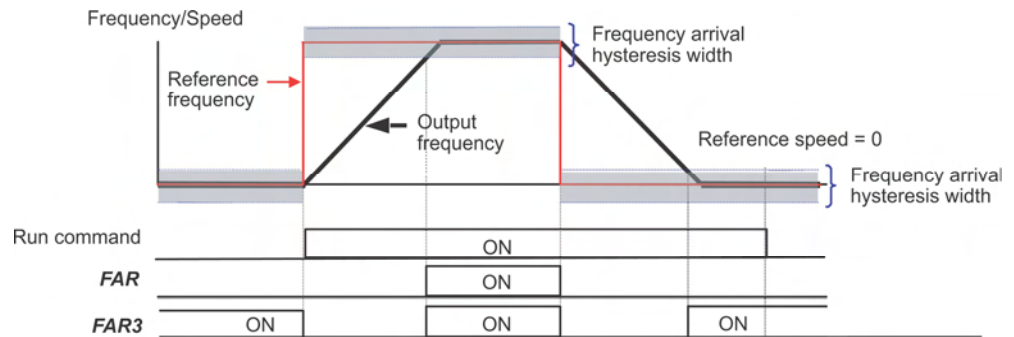 Frequency/Speed
Frequency arrival
hysteresis width
Reference
frequency
Output
frequency
Reference speed = 0
Frequency arrival
hysteresis width
Run command
ON
FAR
ON
FAR3
ON
ON
ON